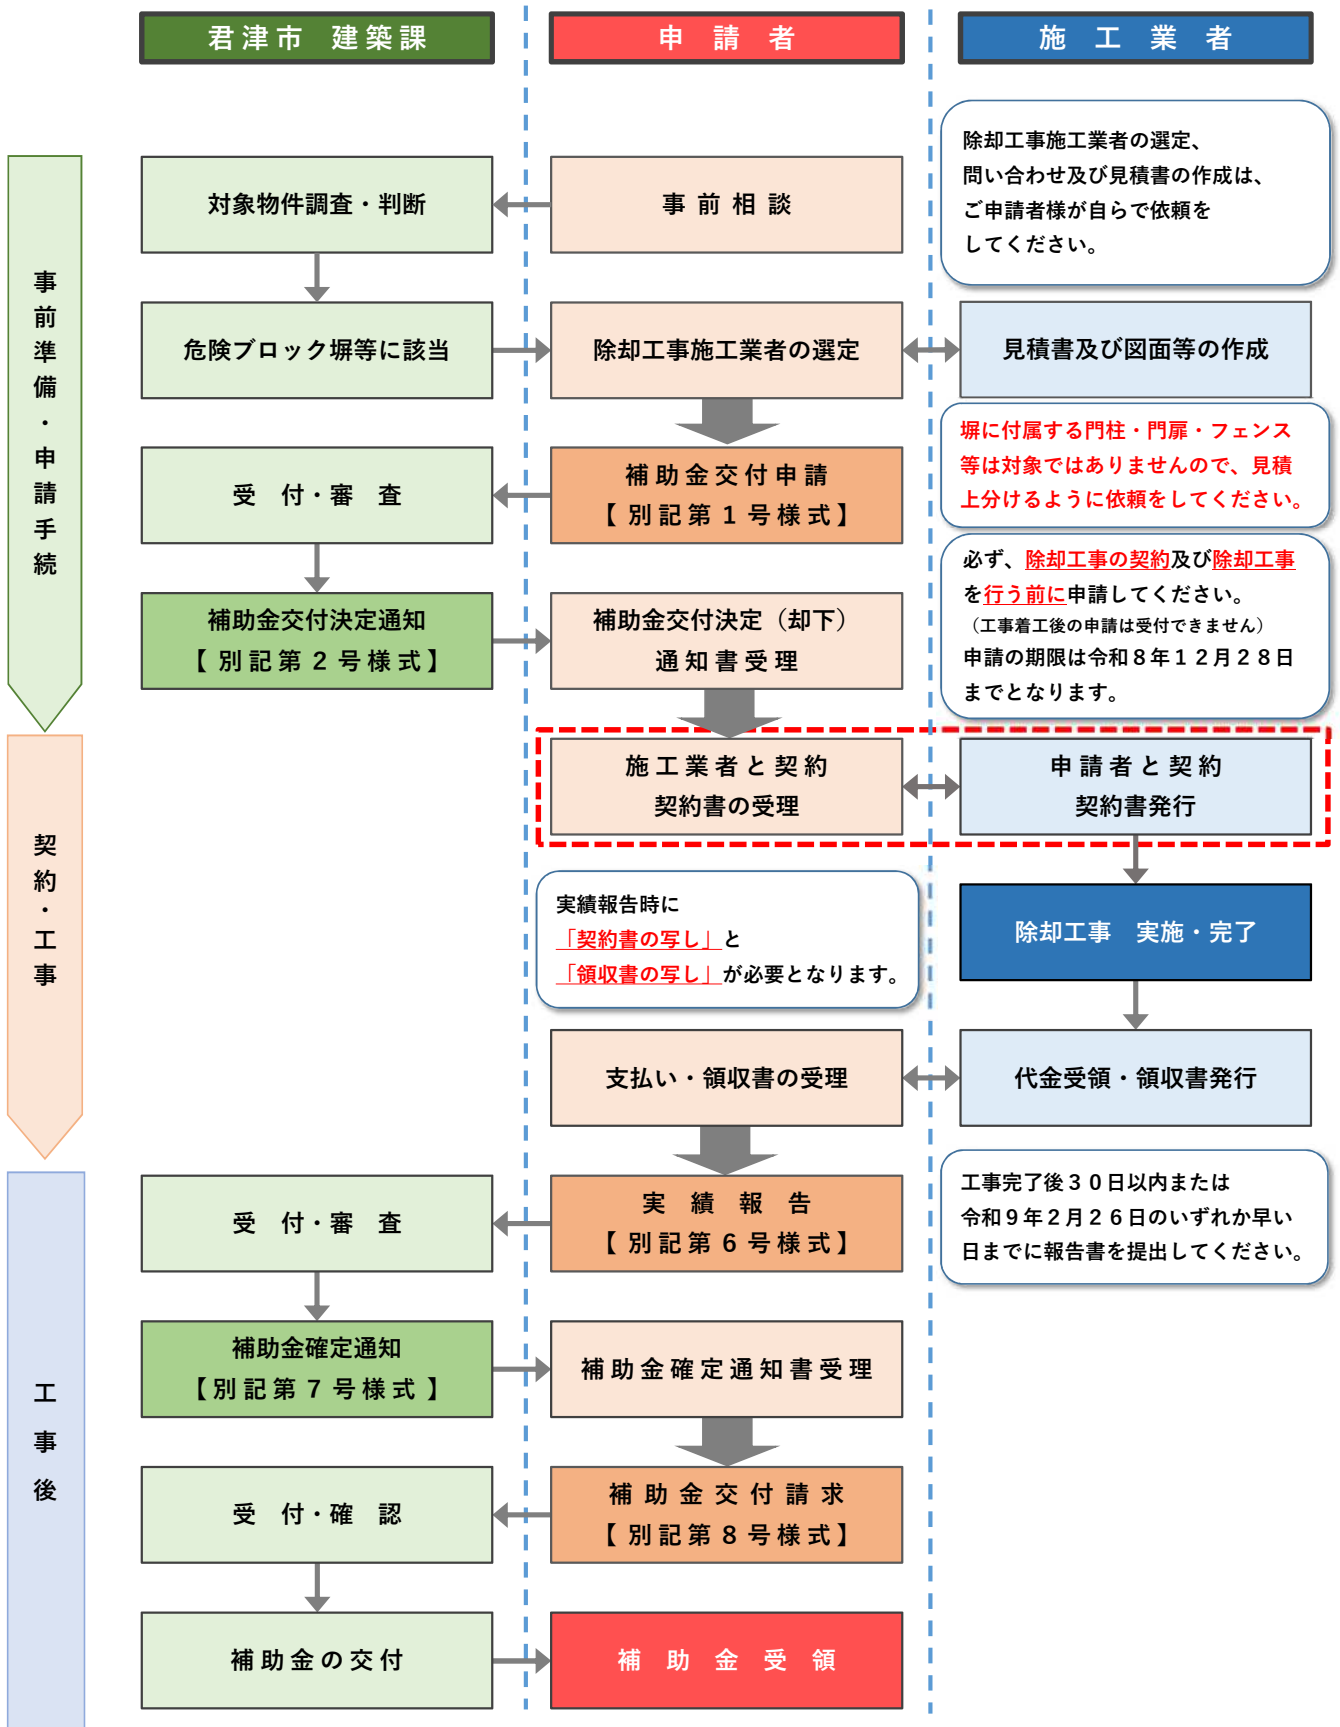 君津市　建築課
申　請　者
施　工　業　者
事前準備・申請手続
除却工事施工業者の選定、
問い合わせ及び見積書の作成は、
ご申請者様が自らで依頼を
してください。
対象物件調査・判断
事前相談
危険ブロック塀等に該当
除却工事施工業者の選定
見積書及び図面等の作成
塀に付属する門柱・門扉・フェンス
等は対象ではありませんので、見積
上分けるように依頼をしてください。
受　付・審　査
補助金交付申請
【別記第１号様式】
必ず、除却工事の契約及び除却工事
を行う前に申請してください。
（工事着工後の申請は受付できません）
申請の期限は令和８年１２月２８日
までとなります。
補助金交付決定通知
【別記第２号様式】
補助金交付決定（却下）
通知書受理
契約・工事
施工業者と契約
契約書の受理
申請者と契約
契約書発行
実績報告時に
「契約書の写し」と
「領収書の写し」が必要となります。
除却工事　実施・完了
支払い・領収書の受理
代金受領・領収書発行
工事後
受　付・審　査
実　績　報　告
【別記第６号様式】
工事完了後３０日以内または
令和９年２月２６日のいずれか早い
日までに報告書を提出してください。
補助金確定通知
【別記第７号様式】
補助金確定通知書受理
受　付・確　認
補助金交付請求
【別記第８号様式】
補助金の交付
補　助　金　受　領